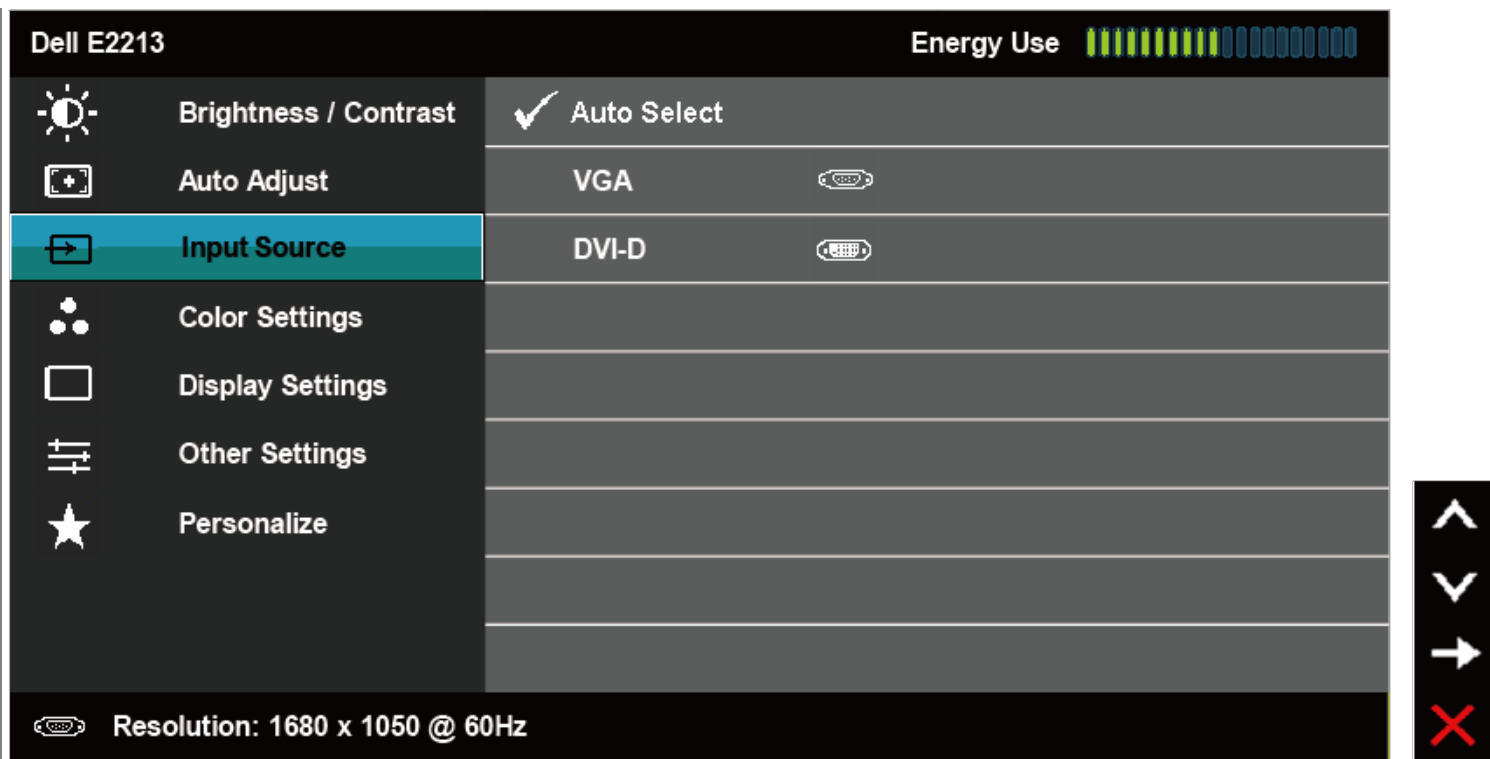 Dell E2213 Energy Use
Brightness / Contrast Auto Select
Auto Adjust VGA
Input Source DVI-D
Color Settings
Display Settings
Other Settings
Personalize
Resolution: 1680 x 1050 @ 60Hz